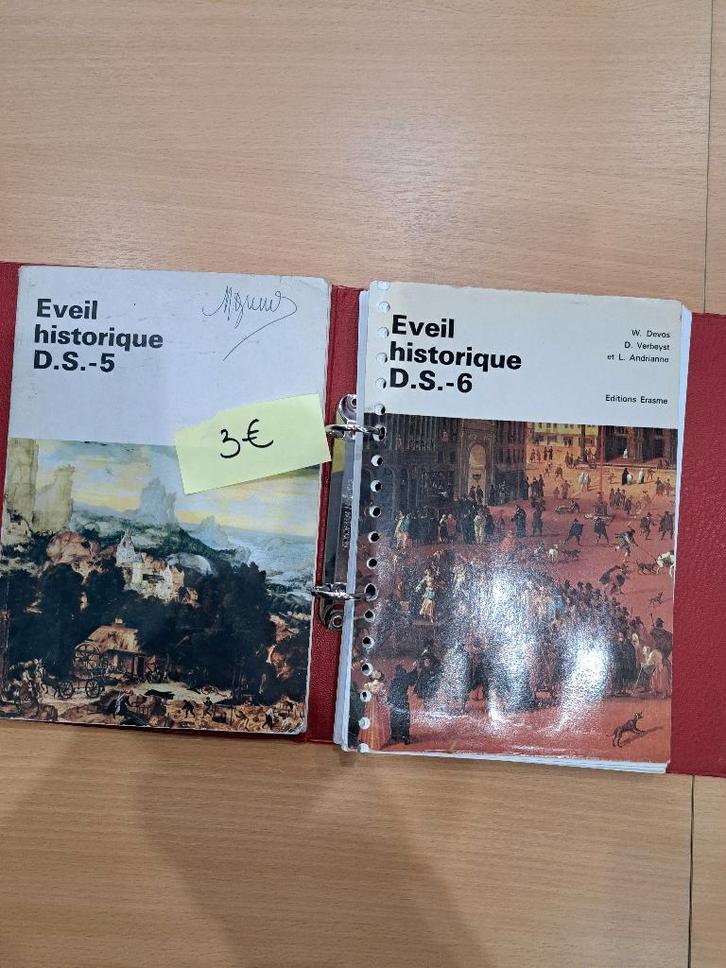 Eveil
historique
D.S.-5
3€
Eveil
historique
D.S.-6
W. Devos
D. Verbeyst
et L. Andrianne
Editions Erasme